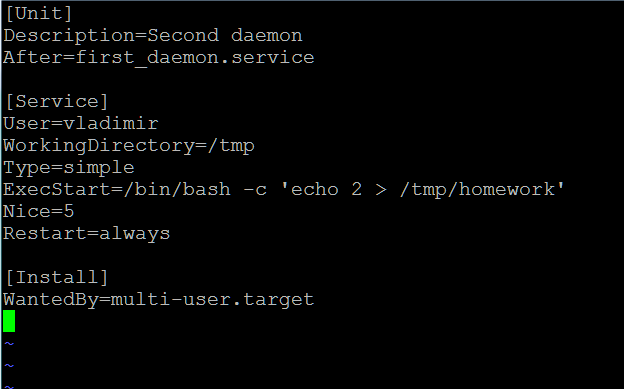 [Unit]
Description=Second daemon
After=first_daemon.service
[Service]
User=vladimir
WorkingDirectory=/tmp
Type=simple
ExecStart=/bin/bash -c 'echo 2 > /tmp/homework'
Nice=5
Restart=always
[Install]
WantedBy=multi-user.target
~
~
~